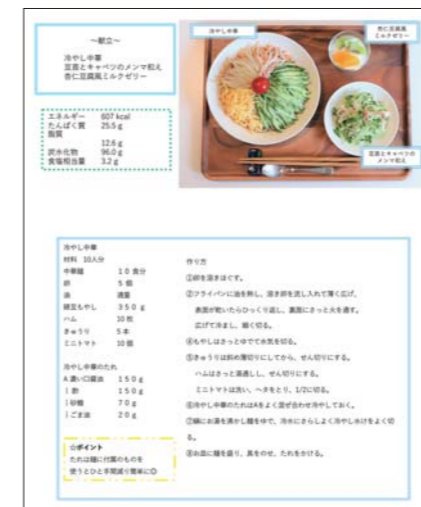 ～献立～
冷やし中華
豆苗とキャベツのメンマ和え
杏仁豆腐風ミルクゼリー
冷やし中華
杏仁豆腐風
ミルクゼリー
豆苗とキャベツの
メンマ和え
エネルギー 607 kcal
たんぱく質 25.5 g
脂質
12.6 g
炭水化物 96.0 g
食塩相当量 3.2 g
冷やし中華
材料 10人分
中華麺 10食分
卵 5個
油 適量
緑豆もやし 350g
ハム 10枚
きゅうり 5本
ミニトマト 10個
冷やし中華のたれ
A 濃い口醤油 150g
｜酢 150g
｜砂糖 70g
｜ごま油 20g
☆ポイント
たれは麺に付属のものを
使うとひと手間減り簡単に◎
作り方
①卵を溶きほぐす。
②フライパンに油を熱し、溶き卵を流し入れて薄く広げ、
表面が乾いたらひっくり返し、裏面にさっと火を通す。
広げて冷まし、細く切る。
④もやしはさっとゆでて水気を切る。
⑤きゅうりは斜め薄切りにしてから、せん切りにする。
ハムはさっと湯通しし、せん切りにする。
ミニトマトは洗い、ヘタをとり、1/2に切る。
⑥冷やし中華のたれはAをよく混ぜ合わせ冷やしておく。
⑦鍋にお湯を沸かし麺をゆで、冷水にさらしよく冷やし水けをよく切
る。
⑧お皿に麺を盛り、具をのせ、たれをかける。